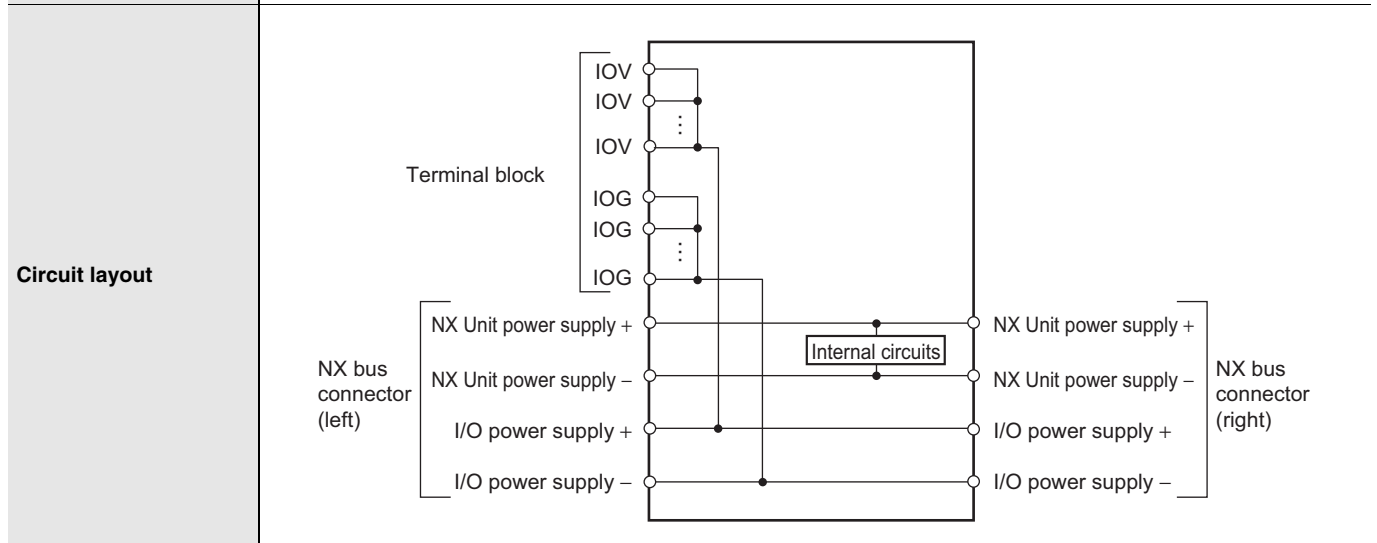 Circuit layout
Terminal block
IOV
IOV
IOV
IOG
IOG
IOG
NX bus
connector
(left)
NX Unit power supply +
NX Unit power supply −
I/O power supply +
I/O power supply −
Internal circuits
NX Unit power supply +
NX Unit power supply −
I/O power supply +
I/O power supply −
NX bus
connector
(right)